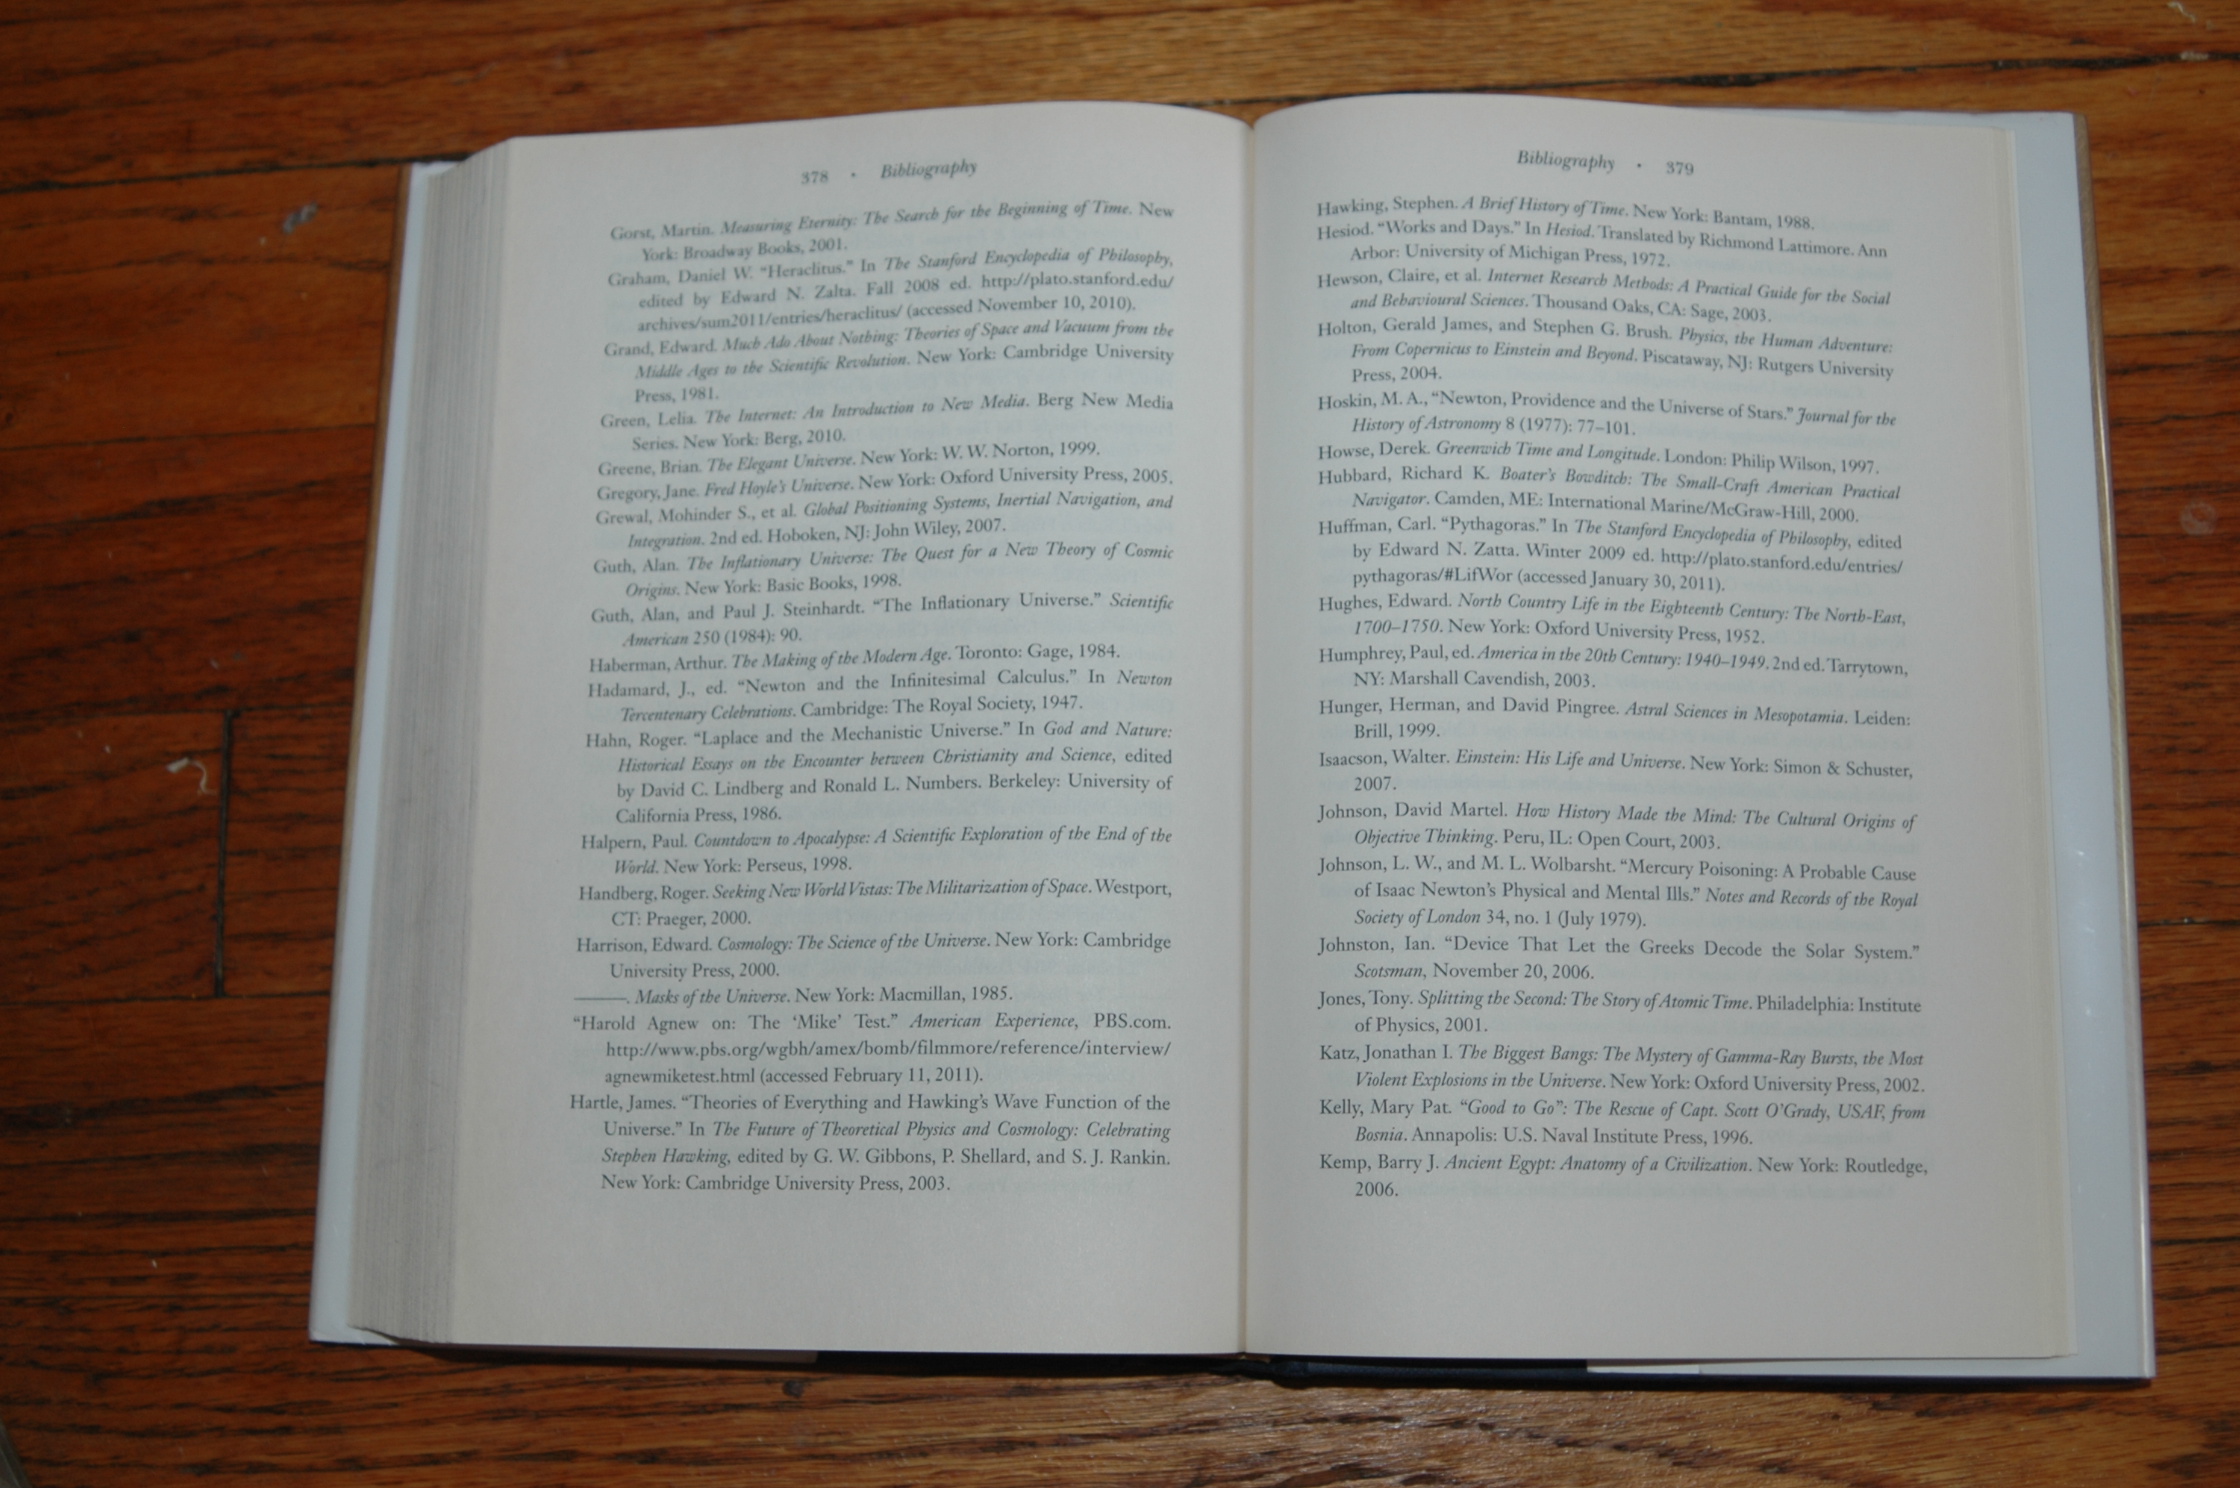 378 • Bibliography
Gorst, Martin. Measuring Eternity: The Search for the Beginning of Time. New
York: Broadway Books, 2001.
Graham, Daniel W. “Heraclitus.” In The Stanford Encyclopedia of Philosophy,
edited by Edward N. Zalta. Fall 2008 ed. http://plato.stanford.edu/
archives/sum2011/entries/heraclitus/ (accessed November 10, 2010).
Grand, Edward. Much Ado About Nothing: Theories of Space and Vacuum from the
Middle Ages to the Scientific Revolution. New York: Cambridge University
Press, 1981.
Green, Lelia. The Internet: An Introduction to New Media. Berg New Media
Series. New York: Berg, 2010.
Greene, Brian. The Elegant Universe. New York: W. W. Norton, 1999.
Gregory, Jane. Fred Hoyle’s Universe. New York: Oxford University Press, 2005.
Grewal, Mohinder S., et al. Global Positioning Systems, Inertial Navigation, and
Integration. 2nd ed. Hoboken, NJ: John Wiley, 2007.
Guth, Alan. The Inflationary Universe: The Quest for a New Theory of Cosmic
Origins. New York: Basic Books, 1998.
Guth, Alan, and Paul J. Steinhardt. “The Inflationary Universe.” Scientific
American 250 (1984): 90.
Haberman, Arthur. The Making of the Modern Age. Toronto: Gage, 1984.
Hadamard, J., ed. “Newton and the Infinitesimal Calculus.” In Newton
Tercentenary Celebrations. Cambridge: The Royal Society, 1947.
Hahn, Roger. “Laplace and the Mechanistic Universe.” In God and Nature:
Historical Essays on the Encounter between Christianity and Science, edited
by David C. Lindberg and Ronald L. Numbers. Berkeley: University of
California Press, 1986.
Halpern, Paul. Countdown to Apocalypse: A Scientific Exploration of the End of the
World. New York: Perseus, 1998.
Handberg, Roger. Seeking New World Vistas: The Militarization of Space. Westport,
CT: Praeger, 2000.
Harrison, Edward. Cosmology: The Science of the Universe. New York: Cambridge
University Press, 2000.
———. Masks of the Universe. New York: Macmillan, 1985.
“Harold Agnew on: The ‘Mike’ Test.” American Experience, PBS.com.
http://www.pbs.org/wgbh/amex/bomb/filmmore/reference/interview/
agnewmiketest.html (accessed February 11, 2011).
Hartle, James. “Theories of Everything and Hawking’s Wave Function of the
Universe.” In The Future of Theoretical Physics and Cosmology: Celebrating
Stephen Hawking, edited by G. W. Gibbons, P. Shellard, and S. J. Rankin.
New York: Cambridge University Press, 2003.
Bibliography • 379
Hawking, Stephen. A Brief History of Time. New York: Bantam, 1988.
Hesiod. “Works and Days.” In Hesiod. Translated by Richmond Lattimore. Ann
Arbor: University of Michigan Press, 1972.
Hewson, Claire, et al. Internet Research Methods: A Practical Guide for the Social
and Behavioural Sciences. Thousand Oaks, CA: Sage, 2003.
Holton, Gerald James, and Stephen G. Brush. Physics, the Human Adventure:
From Copernicus to Einstein and Beyond. Piscataway, NJ: Rutgers University
Press, 2004.
Hoskin, M. A., “Newton, Providence and the Universe of Stars.” Journal for the
History of Astronomy 8 (1977): 77–101.
Howse, Derek. Greenwich Time and Longitude. London: Philip Wilson, 1997.
Hubbard, Richard K. Boater’s Bowditch: The Small-Craft American Practical
Navigator. Camden, ME: International Marine/McGraw-Hill, 2000.
Huffman, Carl. “Pythagoras.” In The Stanford Encyclopedia of Philosophy, edited
by Edward N. Zatta. Winter 2009 ed. http://plato.stanford.edu/entries/
pythagoras/#LifWor (accessed January 30, 2011).
Hughes, Edward. North Country Life in the Eighteenth Century: The North-East,
1700–1750. New York: Oxford University Press, 1952.
Humphrey, Paul, ed. America in the 20th Century: 1940–1949. 2nd ed. Tarrytown,
NY: Marshall Cavendish, 2003.
Hunger, Herman, and David Pingree. Astral Sciences in Mesopotamia. Leiden:
Brill, 1999.
Isaacson, Walter. Einstein: His Life and Universe. New York: Simon & Schuster,
2007.
Johnson, David Martel. How History Made the Mind: The Cultural Origins of
Objective Thinking. Peru, IL: Open Court, 2003.
Johnson, L. W., and M. L. Wolbarsht. “Mercury Poisoning: A Probable Cause
of Isaac Newton’s Physical and Mental Ills.” Notes and Records of the Royal
Society of London 34, no. 1 (July 1979).
Johnston, Ian. “Device That Let the Greeks Decode the Solar System.”
Scotsman, November 20, 2006.
Jones, Tony. Splitting the Second: The Story of Atomic Time. Philadelphia: Institute
of Physics, 2001.
Katz, Jonathan I. The Biggest Bangs: The Mystery of Gamma-Ray Bursts, the Most
Violent Explosions in the Universe. New York: Oxford University Press, 2002.
Kelly, Mary Pat. “Good to Go”: The Rescue of Capt. Scott O’Grady, USAF, from
Bosnia. Annapolis: U.S. Naval Institute Press, 1996.
Kemp, Barry J. Ancient Egypt: Anatomy of a Civilization. New York: Routledge,
2006.